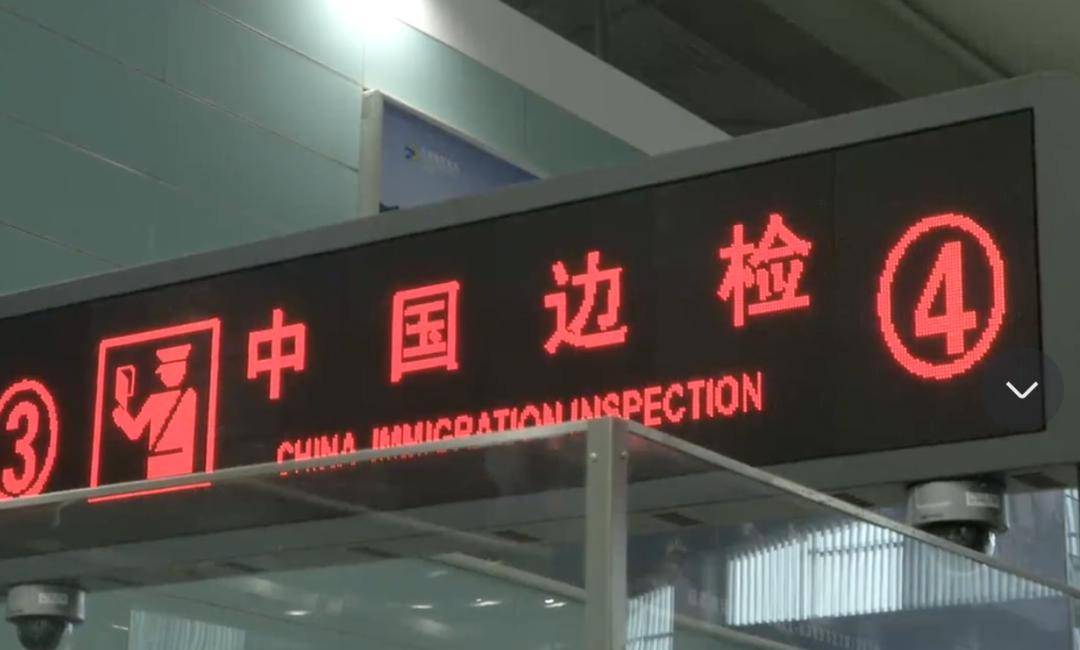 ③ 中国边检 ④
CHINA IMMIGRATION INSPECTION